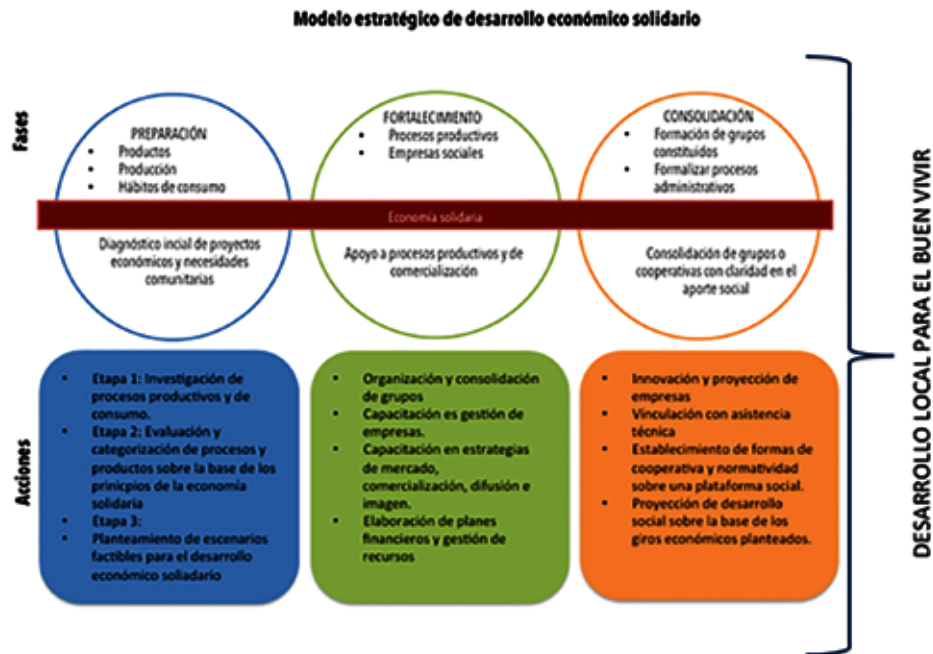 Modelo estratégico de desarrollo económico solidario
Fases
PREPARACIÓN
• Productos
• Producción
• Hábitos de consumo
FORTALECIMIENTO
• Procesos productivos
• Empresas sociales
CONSOLIDACIÓN
• Formación de grupos
constituidos
• Formalizar procesos
administrativos
Economía solidaria
Diagnóstico incial de proyectos
económicos y necesidades
comunitarias
Apoyo a procesos productivos y de
comercialización
Consolidación de grupos o
cooperativas con claridad en el
aporte social
Acciones
• Etapa 1: Investigación de
procesos productivos y de
consumo.
• Etapa 2: Evaluación y
categorización de procesos y
productos sobre la base de los
prinicpios de la economía
solidaria
• Etapa 3:
• Planteamiento de escenarios
factibles para el desarrollo
económico soliadario
• Organización y consolidación
de grupos
• Capacitación es gestión de
empresas.
• Capacitación en estrategias
de mercado,
comercialización, difusión e
imagen.
• Elaboración de planes
financieros y gestión de
recursos
• Innovación y proyección de
empresas
• Vinculación con asistencia
técnica
• Establecimiento de formas de
cooperativa y normatividad
sobre una plataforma social.
• Proyección de desarrollo
social sobre la base de los
giros económicos planteados.
DESARROLLO LOCAL PARA EL BUEN VIVIR